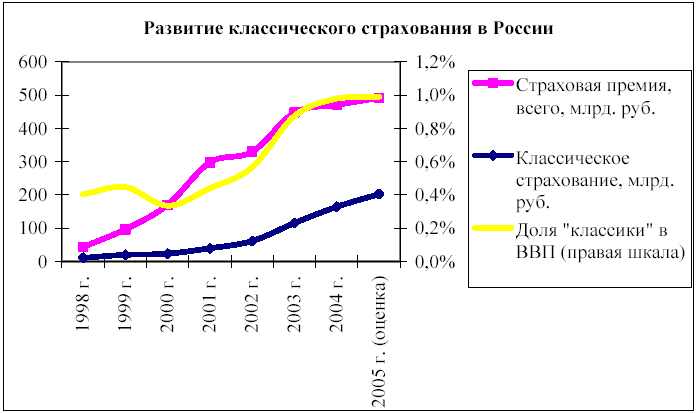 Развитие классического страхования в России
600
500
400
300
200
100
0
1,2%
1,0%
0,8%
0,6%
0,4%
0,2%
0,0%
1998 г.
1999 г.
2000 г.
2001 г.
2002 г.
2003 г.
2004 г.
2005 г. (оценка)
Страховая премия,
всего, млрд. руб.
Классическое
страхование, млрд.
руб.
Доля "классики" в
ВВП (правая шкала)